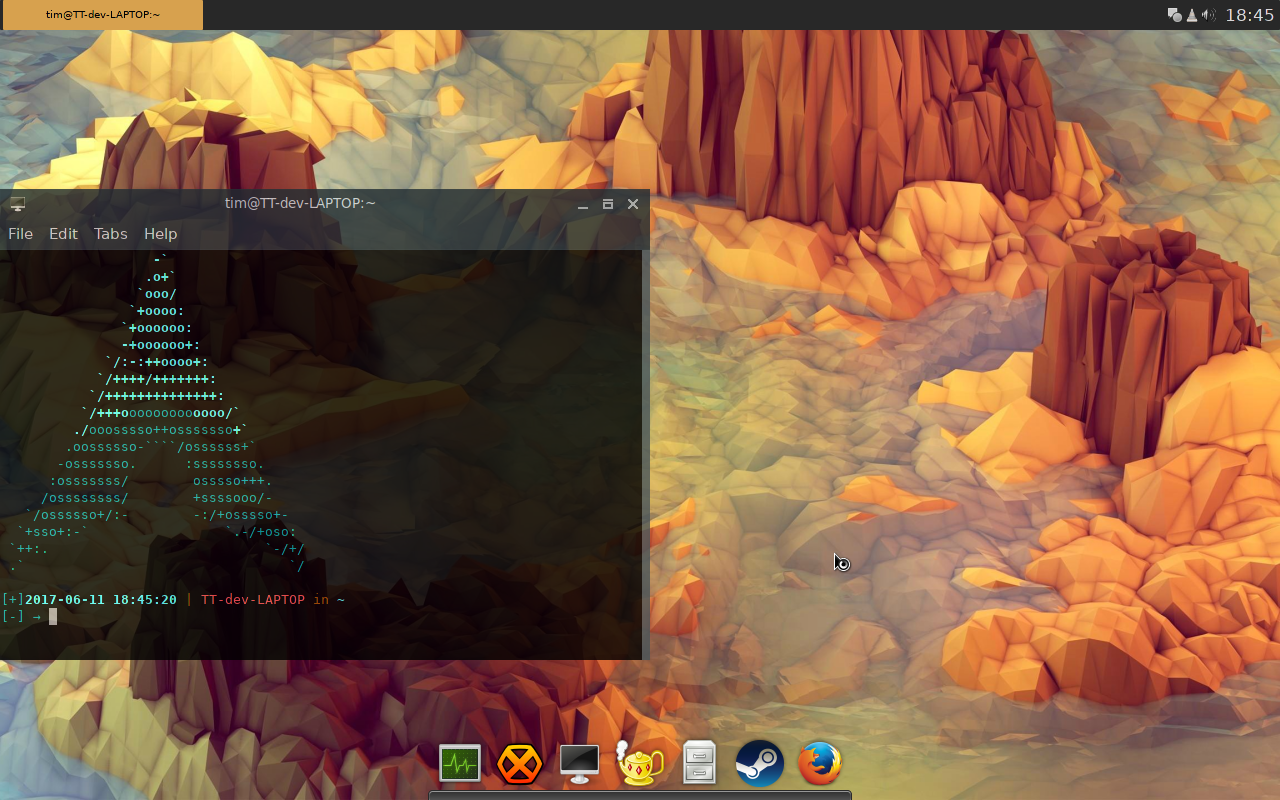 tim@TT-dev-LAPTOP:~
18:45
tim@TT-dev-LAPTOP:~
File Edit Tabs Help
                   -`
                  .o+`
                 `ooo/
                `+oooo:
               `+oooooo:
               -+oooooo+:
             `/:-:++oooo+:
            `/++++/+++++++:
           `/++++++++++++++:
          `/+++ooooooooooooo/`
         ./ooosssso++osssssso+`
        .oossssso-````/ossssss+`
       -osssssso.      :ssssssso.
      :osssssss/        osssso+++.
     /ossssssss/        +ssssooo/-
   `/ossssso+/:-        -:/+osssso+-
  `+sso+:-`                 `.-/+oso:
 `++:.                           `-/+/
 .`                                 `/
[+]2017-06-11 18:45:20 | TT-dev-LAPTOP in ~
[-] →